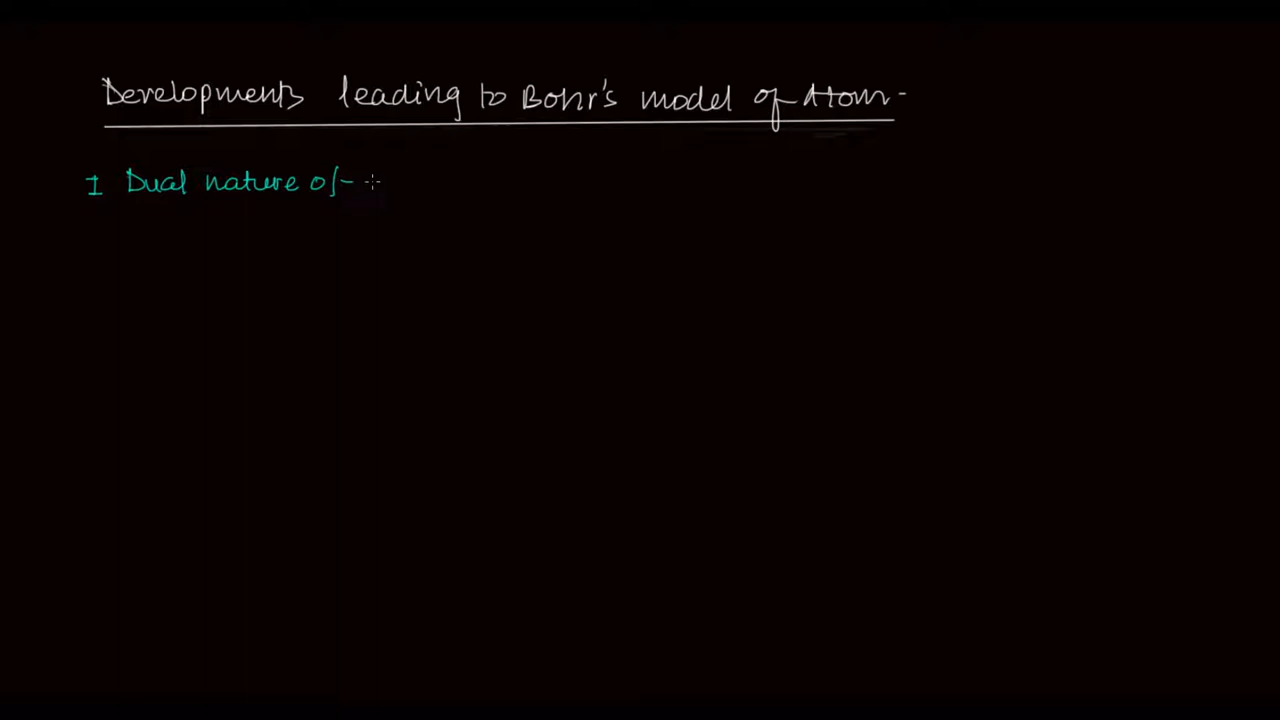 Developments leading to Bohr's model of Atom-
I Dual nature of